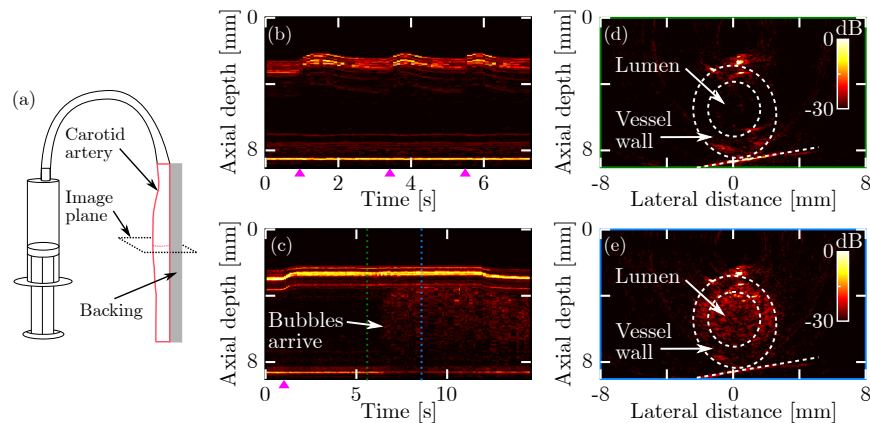 (a)
Carotid
artery
Image
plane
Backing
(b)
Axial depth [mm]
0
8
0 2 4 6
Time [s]
(c)
Axial depth [mm]
0
8
Bubbles
arrive
0 5 10
Time [s]
(d)
Axial depth [mm]
0
8
Lumen
Vessel
wall
dB
0
-30
-8 0 8
Lateral distance [mm]
(e)
Axial depth [mm]
0
8
Lumen
Vessel
wall
dB
0
-30
-8 0 8
Lateral distance [mm]